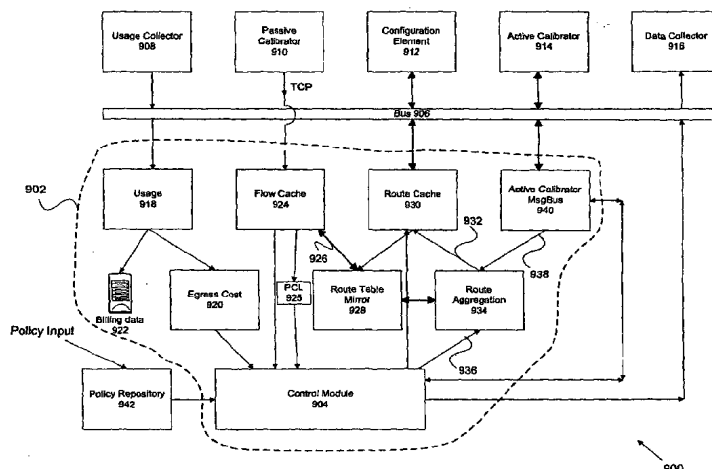 Usage Collector
908
Passive
Calibrator
910
Configuration
Element
912
Active Calibrator
914
Data Collector
916
TCP
Bus 906
902
Usage
918
Flow Cache
924
Route Cache
930
Active Calibrator
MsgBus
940
932
926
938
Billing data
922
Egress Cost
920
PCL
925
Route Table
Mirror
928
Route
Aggregation
934
Policy Input
936
Policy Repository
942
Control Module
904
900